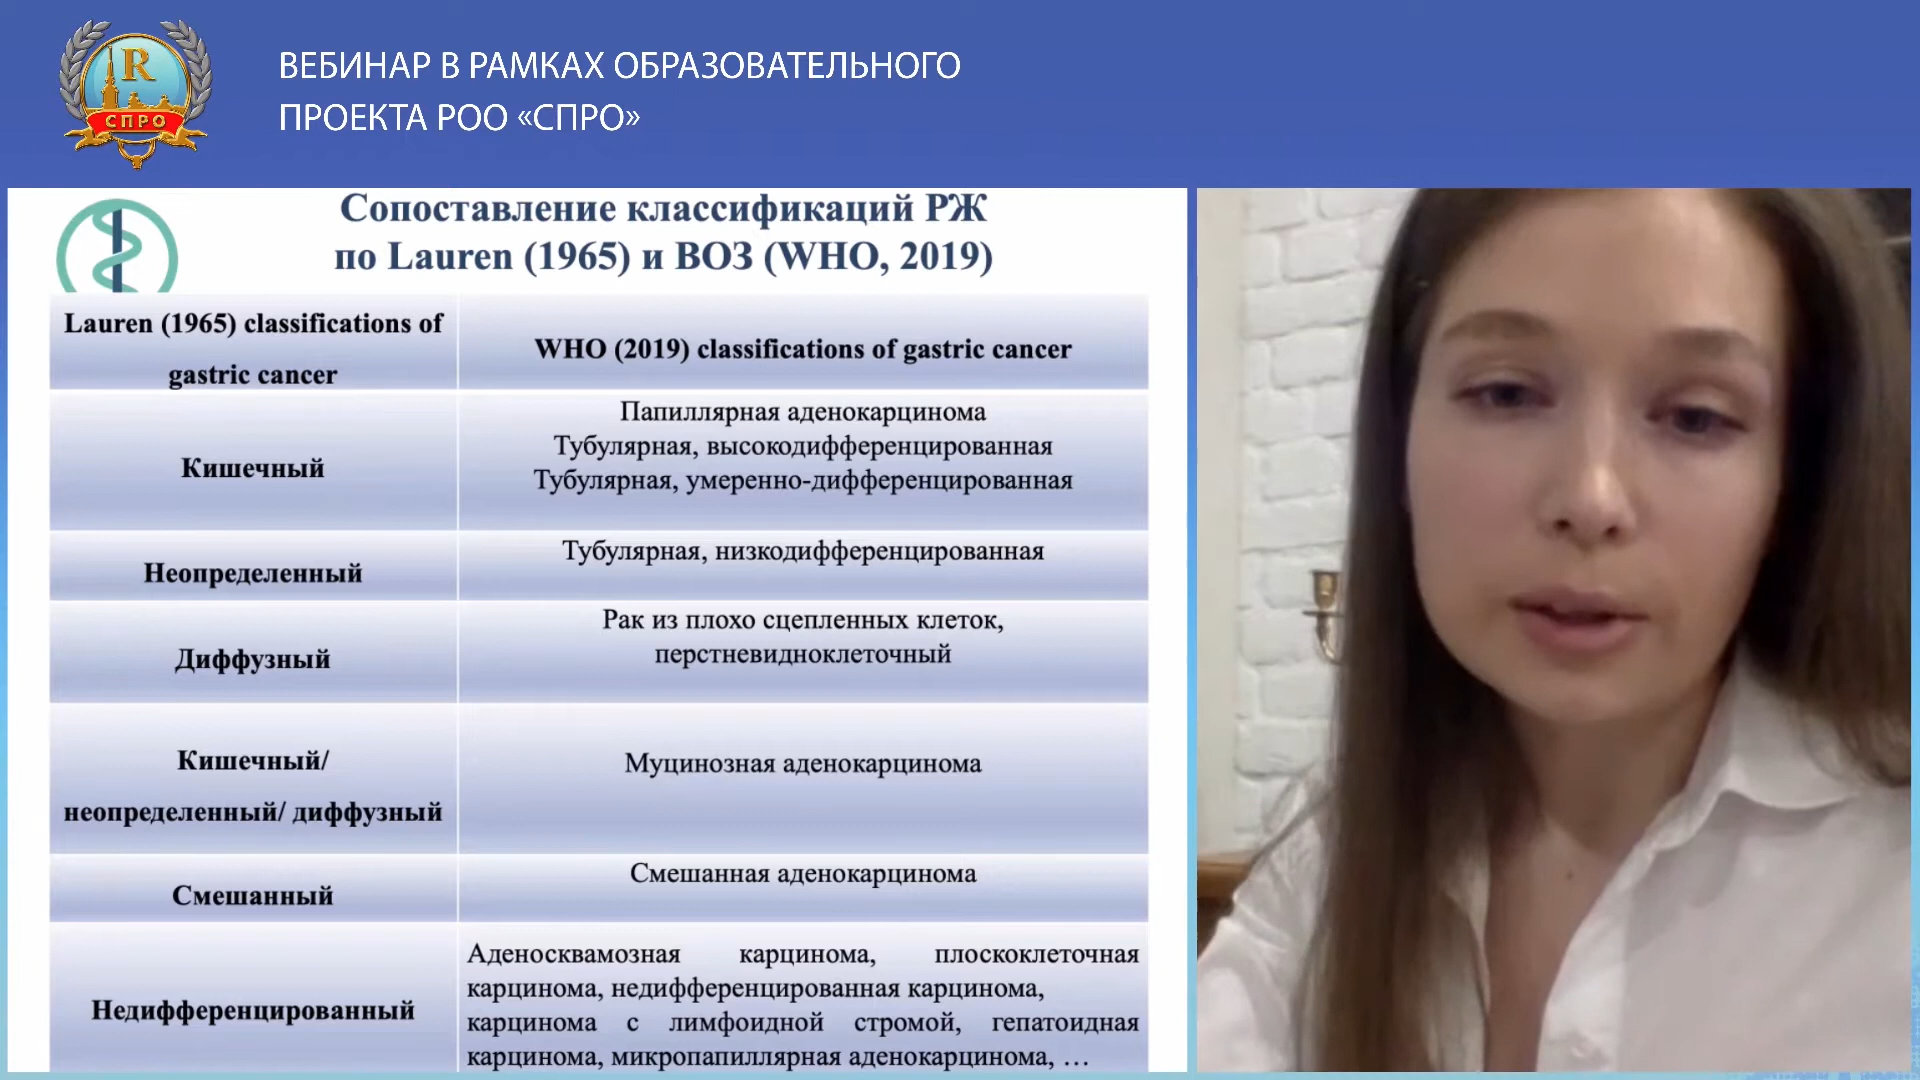 R
СПРО
ВЕБИНАР В РАМКАХ ОБРАЗОВАТЕЛЬНОГО
ПРОЕКТА РОО «СПРО»
Сопоставление классификаций РЖ
по Lauren (1965) и ВОЗ (WHO, 2019)
Lauren (1965) classifications of
gastric cancer
WHO (2019) classifications of gastric cancer
Кишечный
Папиллярная аденокарцинома
Тубулярная, высокодифференцированная
Тубулярная, умеренно-дифференцированная
Неопределенный
Тубулярная, низкодифференцированная
Диффузный
Рак из плохо сцепленных клеток,
перстневидноклеточный
Кишечный/
неопределенный/ диффузный
Муцинозная аденокарцинома
Смешанный
Смешанная аденокарцинома
Недифференцированный
Аденосквамозная карцинома, плоскоклеточная
карцинома, недифференцированная карцинома,
карцинома с лимфоидной стромой, гепатоидная
карцинома, микропапиллярная аденокарцинома, …